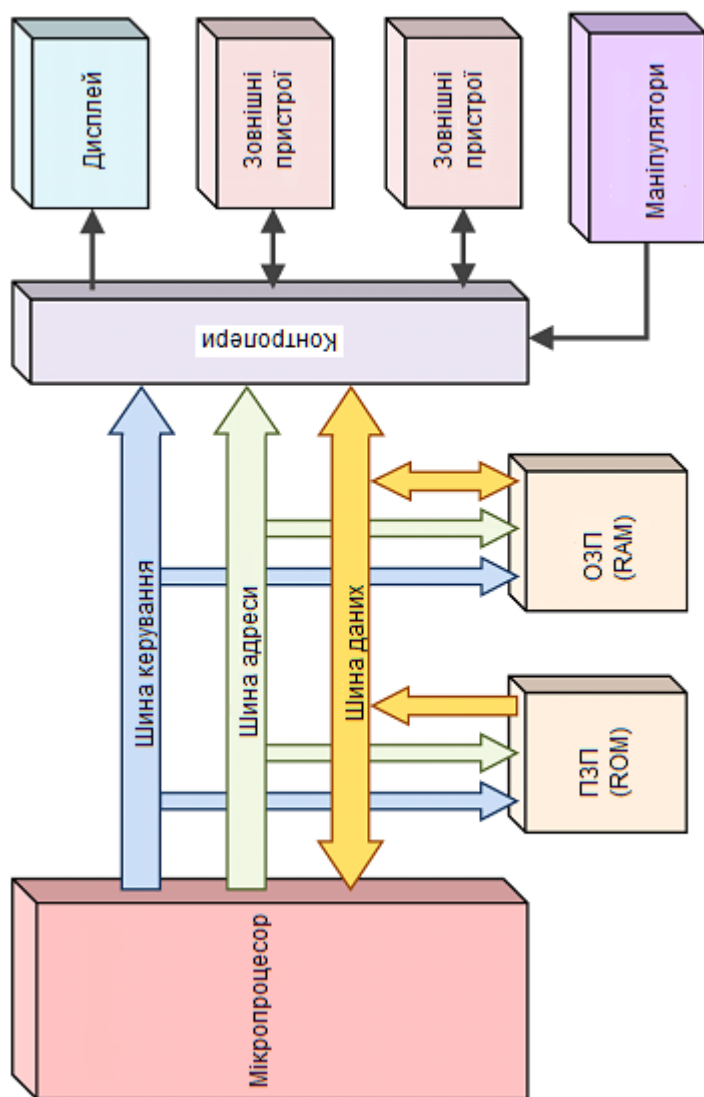 Дисплей
Зовнішні
пристрої
Зовнішні
пристрої
Маніпулятори
Контролери
Шина керування
Шина адреси
Шина даних
ОЗП
(RAM)
ПЗП
(ROM)
Мікропроцесор